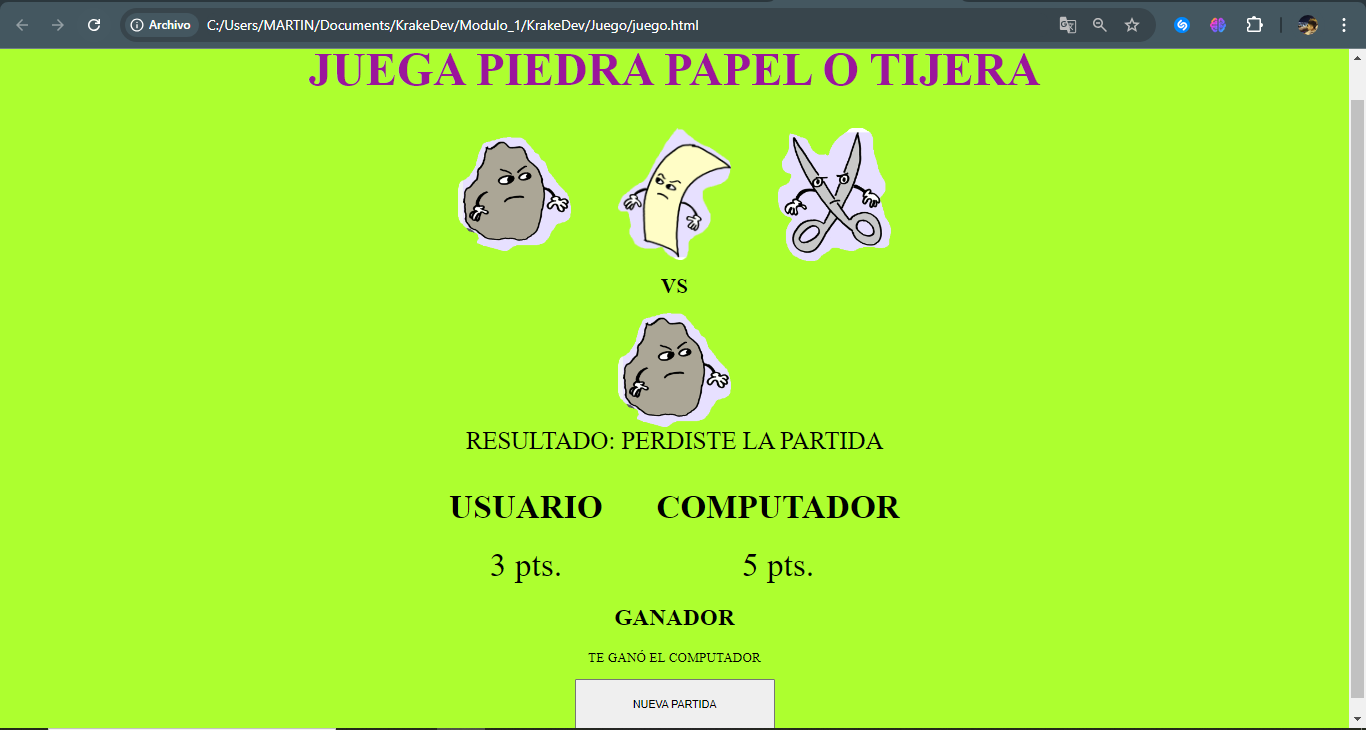 Archivo C:/Users/MARTIN/Documents/KrakeDev/Modulo_1/KrakeDev/Juego/juego.html
JUEGA PIEDRA PAPEL O TIJERA
VS
RESULTADO: PERDISTE LA PARTIDA
USUARIO COMPUTADOR
3 pts. 5 pts.
GANADOR
TE GANÓ EL COMPUTADOR
NUEVA PARTIDA